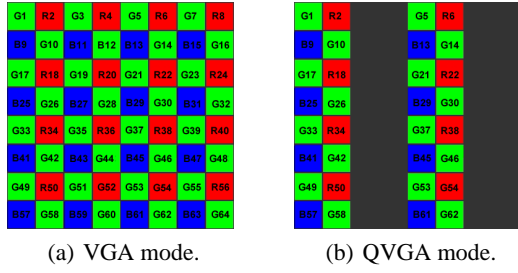 G1 R2 G3 R4 G5 R6 G7 R8 G1 R2 G5 R6
B9 G10 B11 B12 B13 G14 B15 G16 B9 G10 B13 G14
G17 R18 G19 R20 G21 R22 G23 R24 G17 R18 G21 R22
B25 G26 B27 G28 B29 G30 B31 G32 B25 G26 B29 G30
G33 R34 G35 R36 G37 R38 G39 R40 G33 R34 G37 R38
B41 G42 B43 G44 B45 G46 B47 G48 B41 G42 B45 G46
G49 R50 G51 G52 G53 G54 G55 R56 G49 R50 G53 G54
B57 G58 B59 G60 B61 G62 B63 G64 B57 G58 B61 G62
(a) VGA mode. (b) QVGA mode.